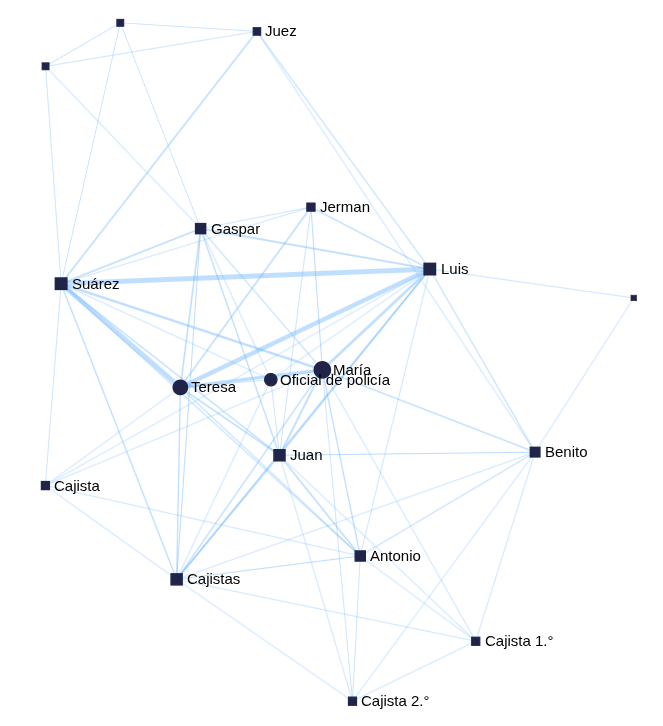 Juez
Jerman
Gaspar
Luis
Suárez
María
Oficial de policía
Teresa
Juan
Benito
Cajista
Antonio
Cajistas
Cajista 1.°
Cajista 2.°